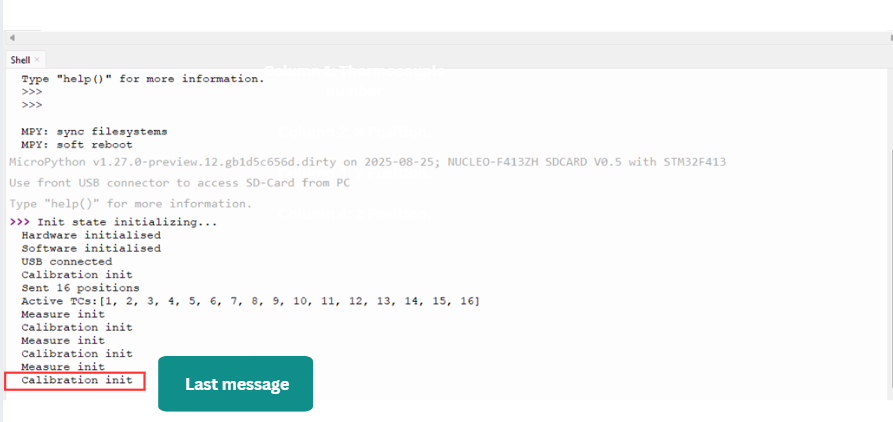 Shell ×
Type "help()" for more information.
>>>
>>>
MPY: sync filesystems
MPY: soft reboot
MicroPython v1.27.0-preview.12.gb1d5c656d.dirty on 2025-08-25; NUCLEO-F413ZH SDCARD V0.5 with STM32F413
Use front USB connector to access SD-Card from PC
Type "help()" for more information.
>>> Init state initializing...
Hardware initialised
Software initialised
USB connected
Calibration init
Sent 16 positions
Active TCs:[1, 2, 3, 4, 5, 6, 7, 8, 9, 10, 11, 12, 13, 14, 15, 16]
Measure init
Calibration init
Measure init
Calibration init
Measure init
Calibration init
Last message